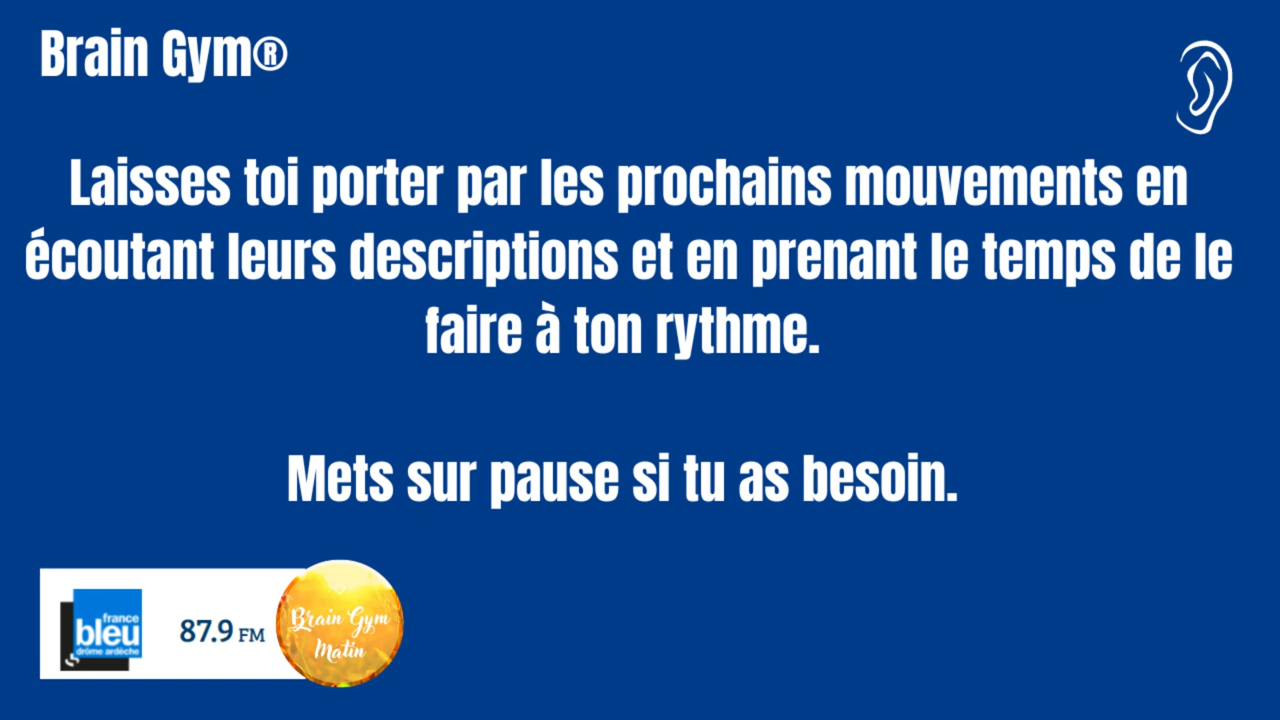 Brain Gym®
Laisses toi porter par les prochains mouvements en
écoutant leurs descriptions et en prenant le temps de le
faire à ton rythme.
Mets sur pause si tu as besoin.
france
bleu
drôme ardèche
87.9 FM
Brain Gym
Matin